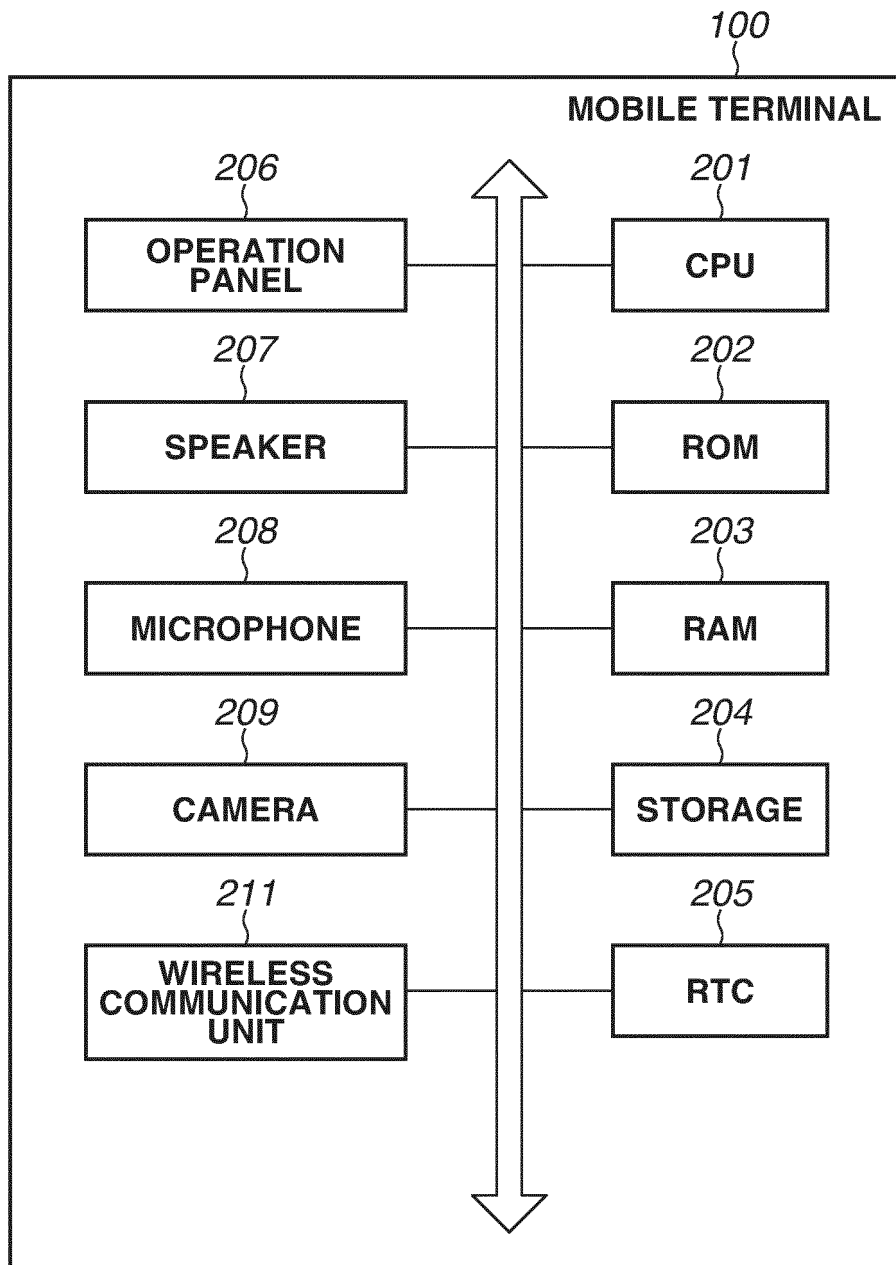 100
MOBILE TERMINAL
206
OPERATION
PANEL
201
CPU
207
SPEAKER
202
ROM
208
MICROPHONE
203
RAM
209
CAMERA
204
STORAGE
211
WIRELESS
COMMUNICATION
UNIT
205
RTC